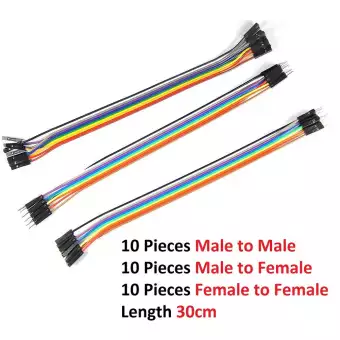 10 Pieces Male to Male
10 Pieces Male to Female
10 Pieces Female to Female
Length 30cm